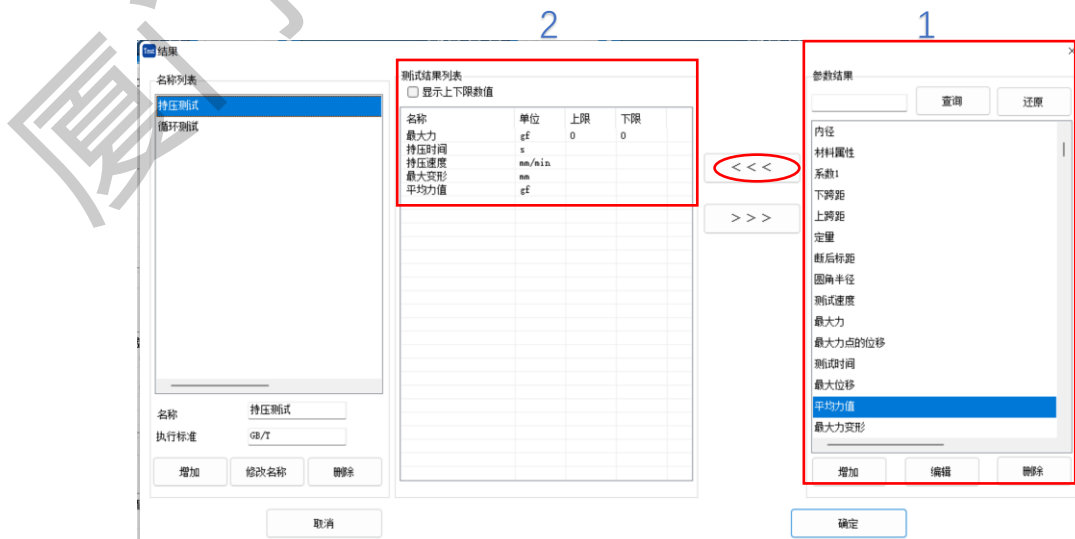 2
1
Test 结果
名称列表
持压测试
循环测试
名称 持压测试
执行标准 GB/T
增加 修改名称 删除
取消
测试结果列表
显示上下限数值
名称 单位 上限 下限
最大力 gf 0 0
持压时间 s
持压速度 mm/min
最大变形 mm
平均力值 gf
<<<
>>>
参数结果
查询 还原
内径
材料属性
系数1
下跨距
上跨距
定量
断后标距
圆角半径
测试速度
最大力
最大力点的位移
测试时间
最大位移
平均力值
最大力变形
增加 编辑 删除
确定
厦门